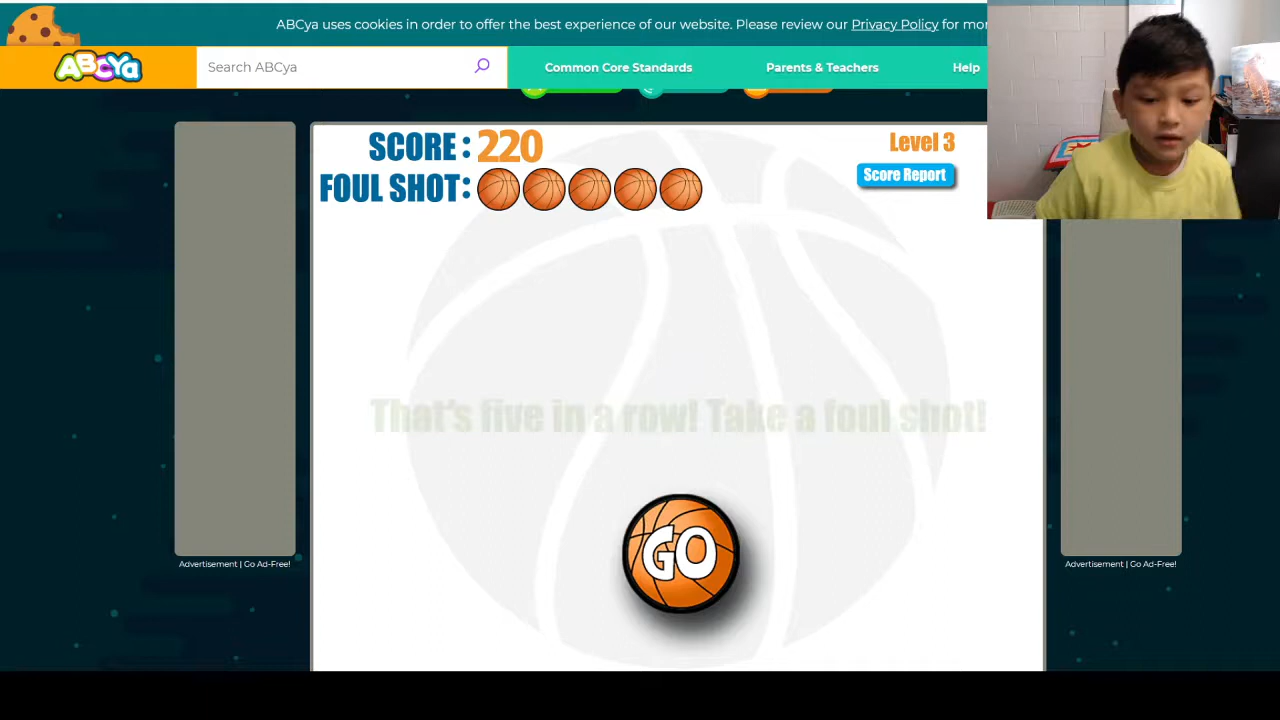 ABCya uses cookies in order to offer the best experience of our website. Please review our Privacy Policy for mor
ABCYa
Search ABCya
Common Core Standards
Parents & Teachers
Help
SCORE: 220
Level 3
FOUL SHOT:
Score Report
That's five in a row! Take a foul shot!
GO
Advertisement | Go Ad-Free!
Advertisement | Go Ad-Free!